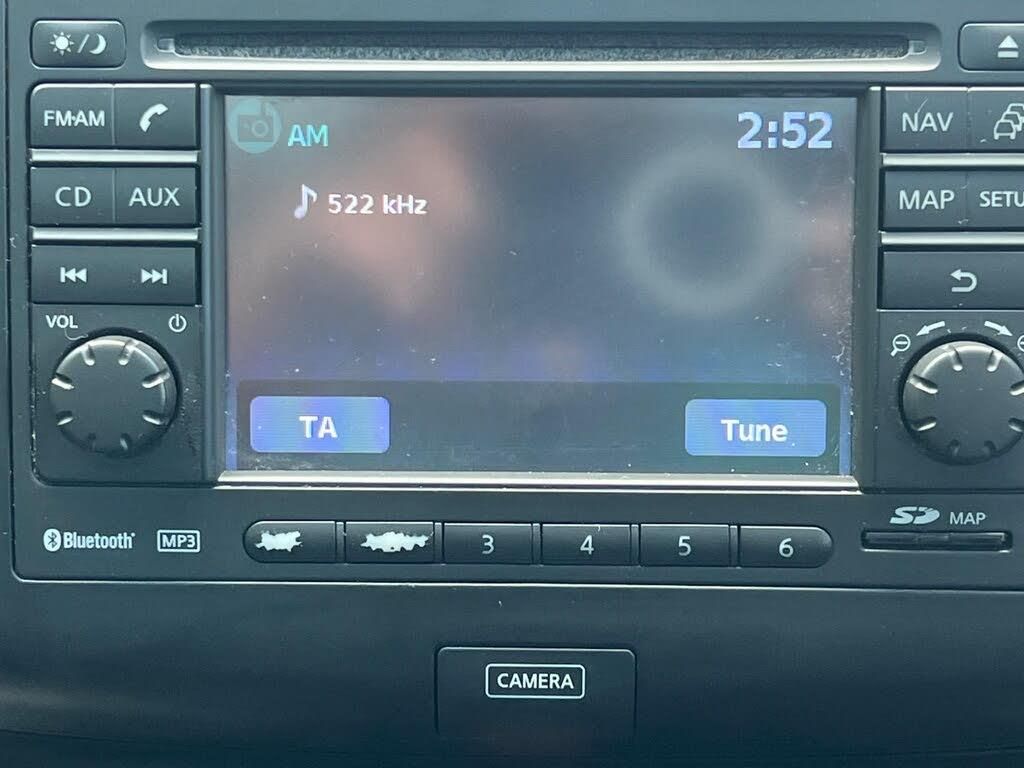 FM·AM
CD
AUX
VOL
AM
2:52
522 kHz
TA
Tune
NAV
MAP
SETU
Bluetooth
MP3
3
4
5
6
SD MAP
CAMERA